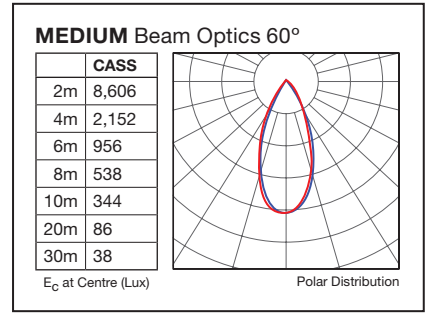 MEDIUM Beam Optics 60º
CASS
2m 8,606
4m 2,152
6m 956
8m 538
10m 344
20m 86
30m 38
EC at Centre (Lux)
Polar Distribution